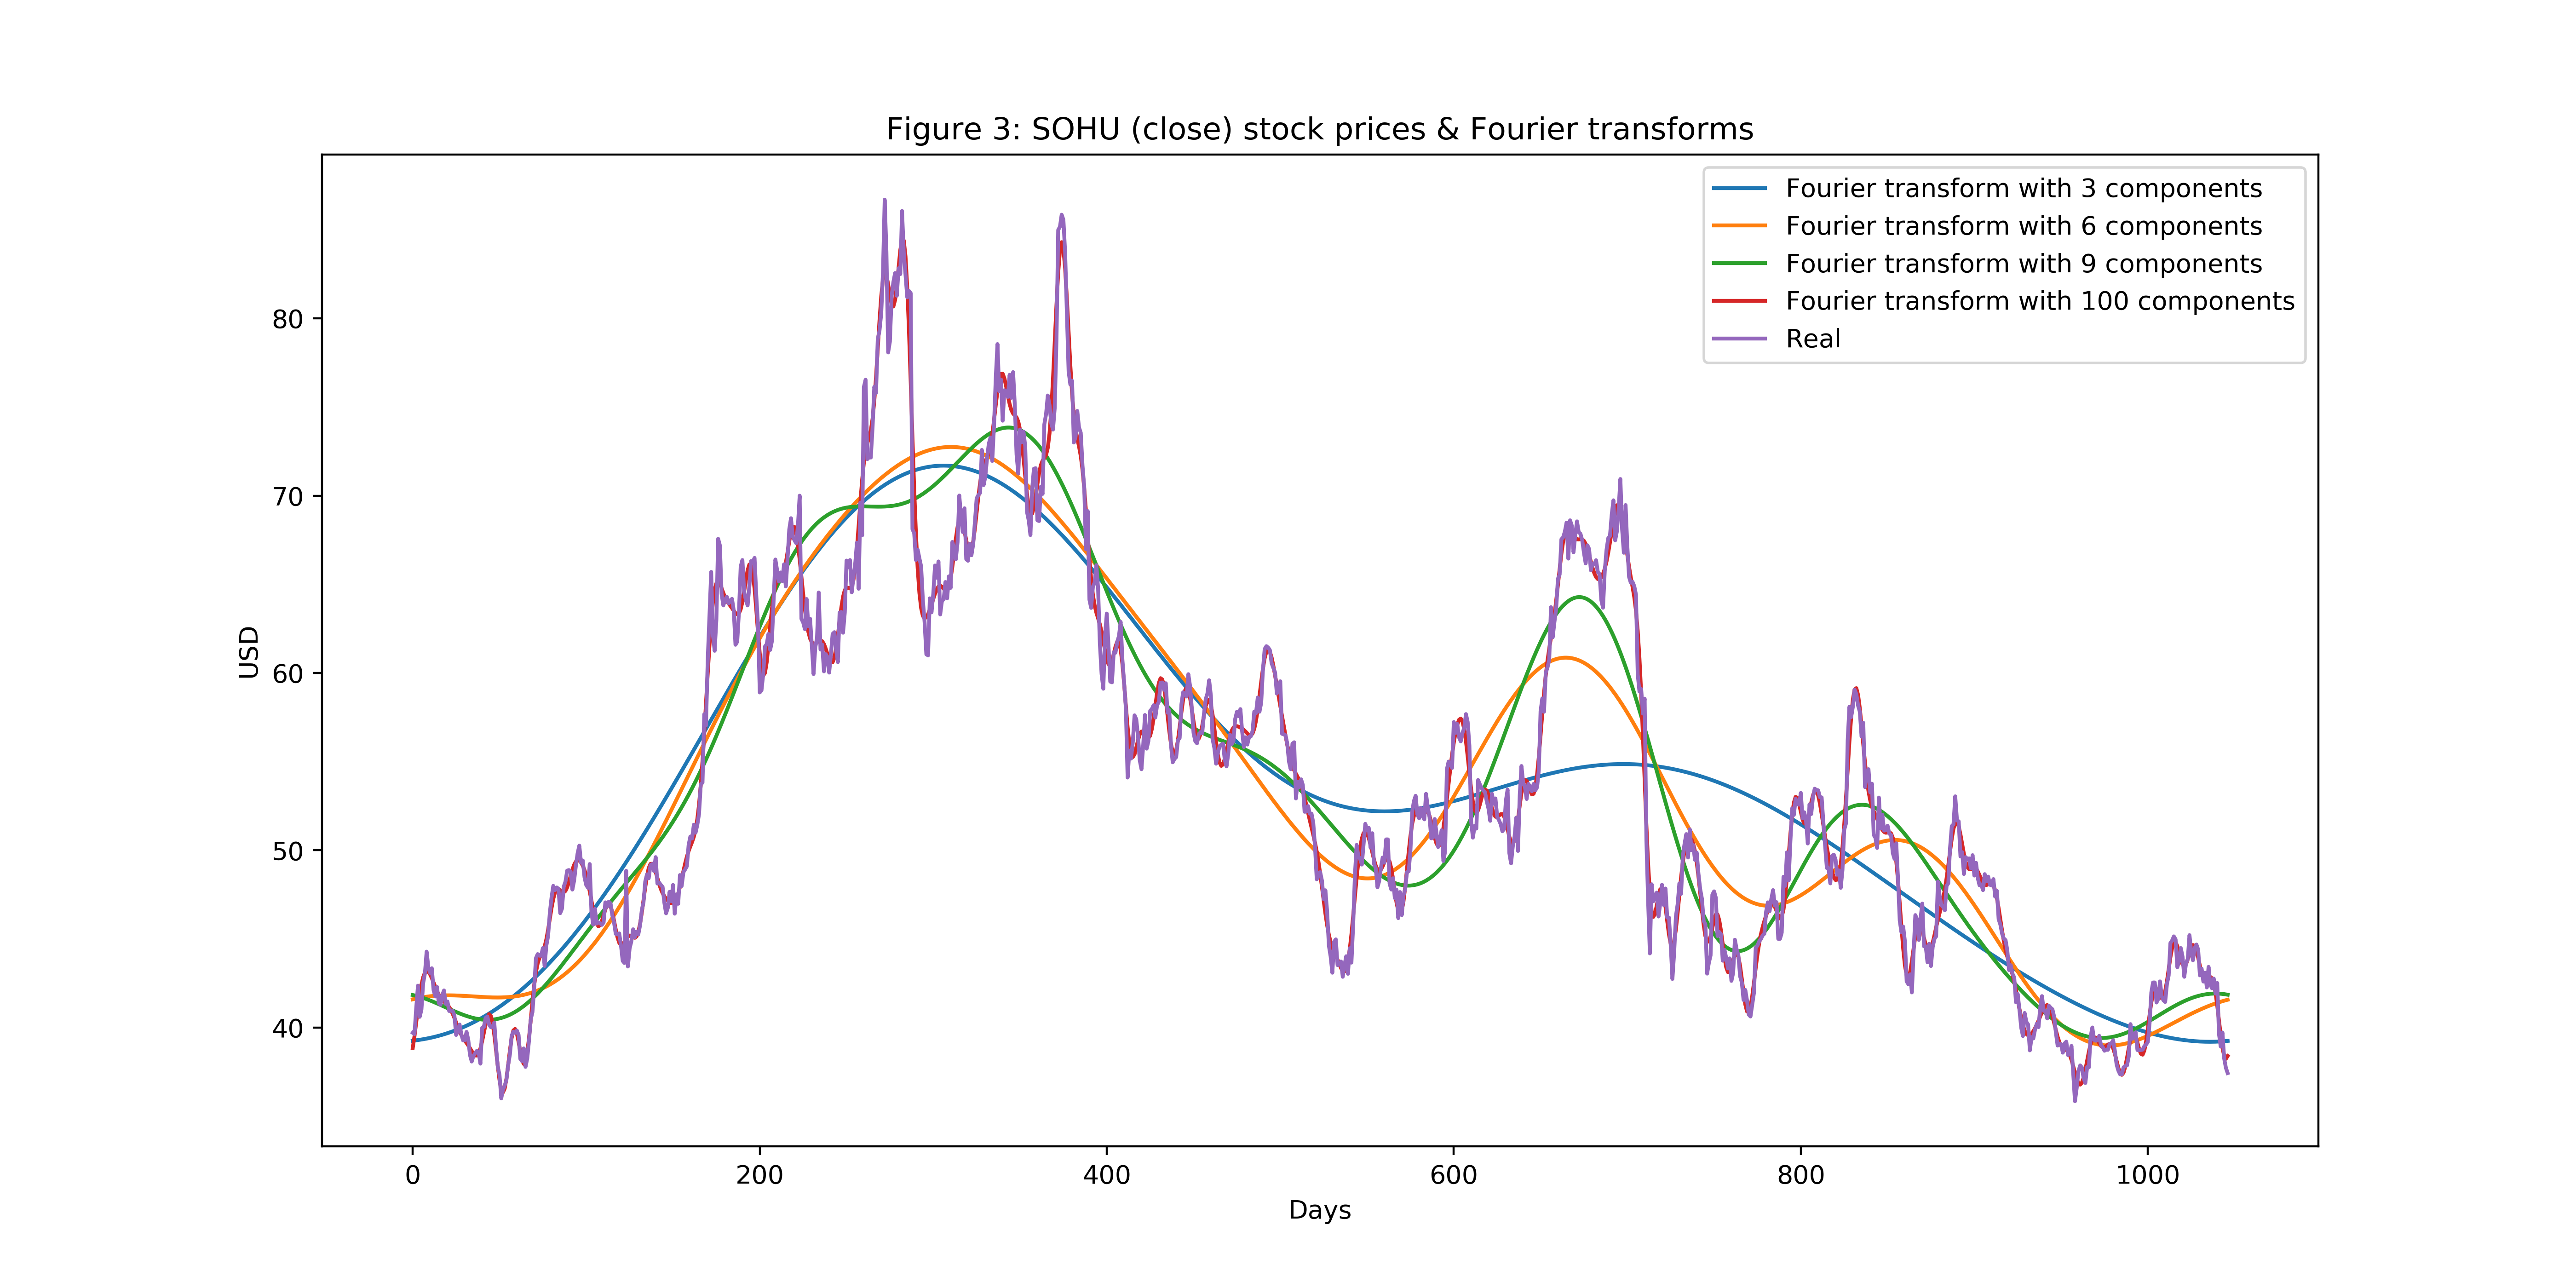 Figure 3: SOHU (close) stock prices & Fourier transforms
Fourier transform with 3 components
Fourier transform with 6 components
Fourier transform with 9 components
Fourier transform with 100 components
Real
USD
80
70
60
50
40
0
200
400
600
800
1000
Days